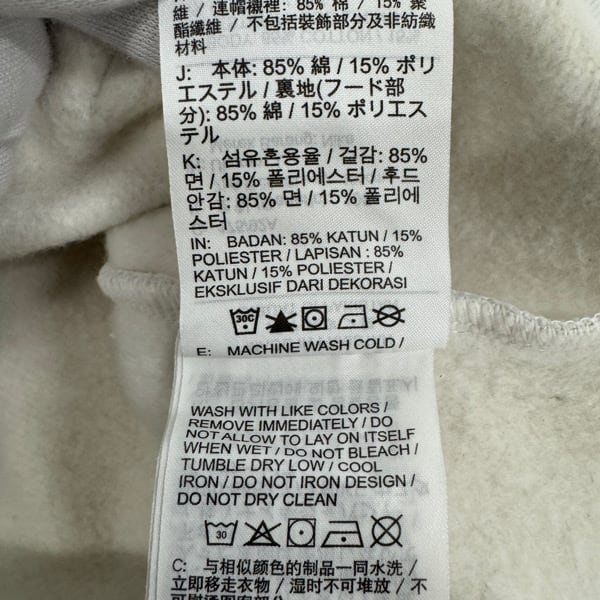 維 / 連帽襯裡: 85% 棉 / 15% 聚
酯纖維 / 不包括裝飾部分及非紡織
材料
J: 本体: 85% 綿 / 15% ポリ
エステル / 裏地(フード部
分): 85% 綿 / 15% ポリエス
テル
K: 섬유혼용율 / 겉감: 85%
면 / 15% 폴리에스터 / 후드
안감: 85% 면 / 15% 폴리에
스터
IN: BADAN: 85% KATUN / 15%
POLIESTER / LAPISAN : 85%
KATUN / 15% POLIESTER /
EKSKLUSIF DARI DEKORASI
30C
E: MACHINE WASH COLD /
WASH WITH LIKE COLORS /
REMOVE IMMEDIATELY / DO
NOT ALLOW TO LAY ON ITSELF
WHEN WET / DO NOT BLEACH /
TUMBLE DRY LOW / COOL
IRON / DO NOT IRON DESIGN /
DO NOT DRY CLEAN
30
C: 与相似颜色的制品一同水洗 /
立即移走衣物 / 湿时不可堆放 / 不
可熨烫图案部分